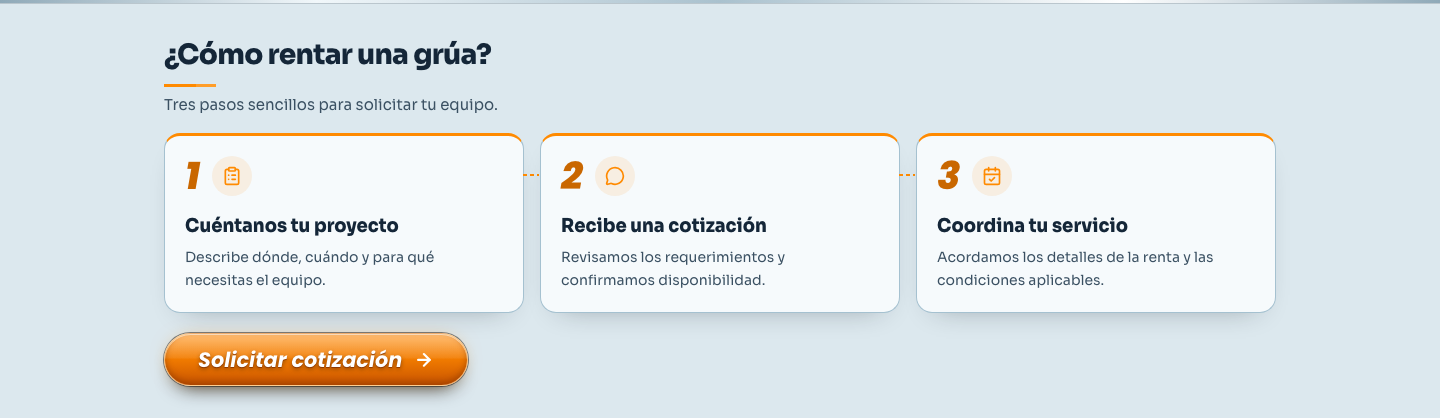 ¿Cómo rentar una grúa?
Tres pasos sencillos para solicitar tu equipo.
1
Cuéntanos tu proyecto
Describe dónde, cuándo y para qué
necesitas el equipo.
2
Recibe una cotización
Revisamos los requerimientos y
confirmamos disponibilidad.
3
Coordina tu servicio
Acordamos los detalles de la renta y las
condiciones aplicables.
Solicitar cotización